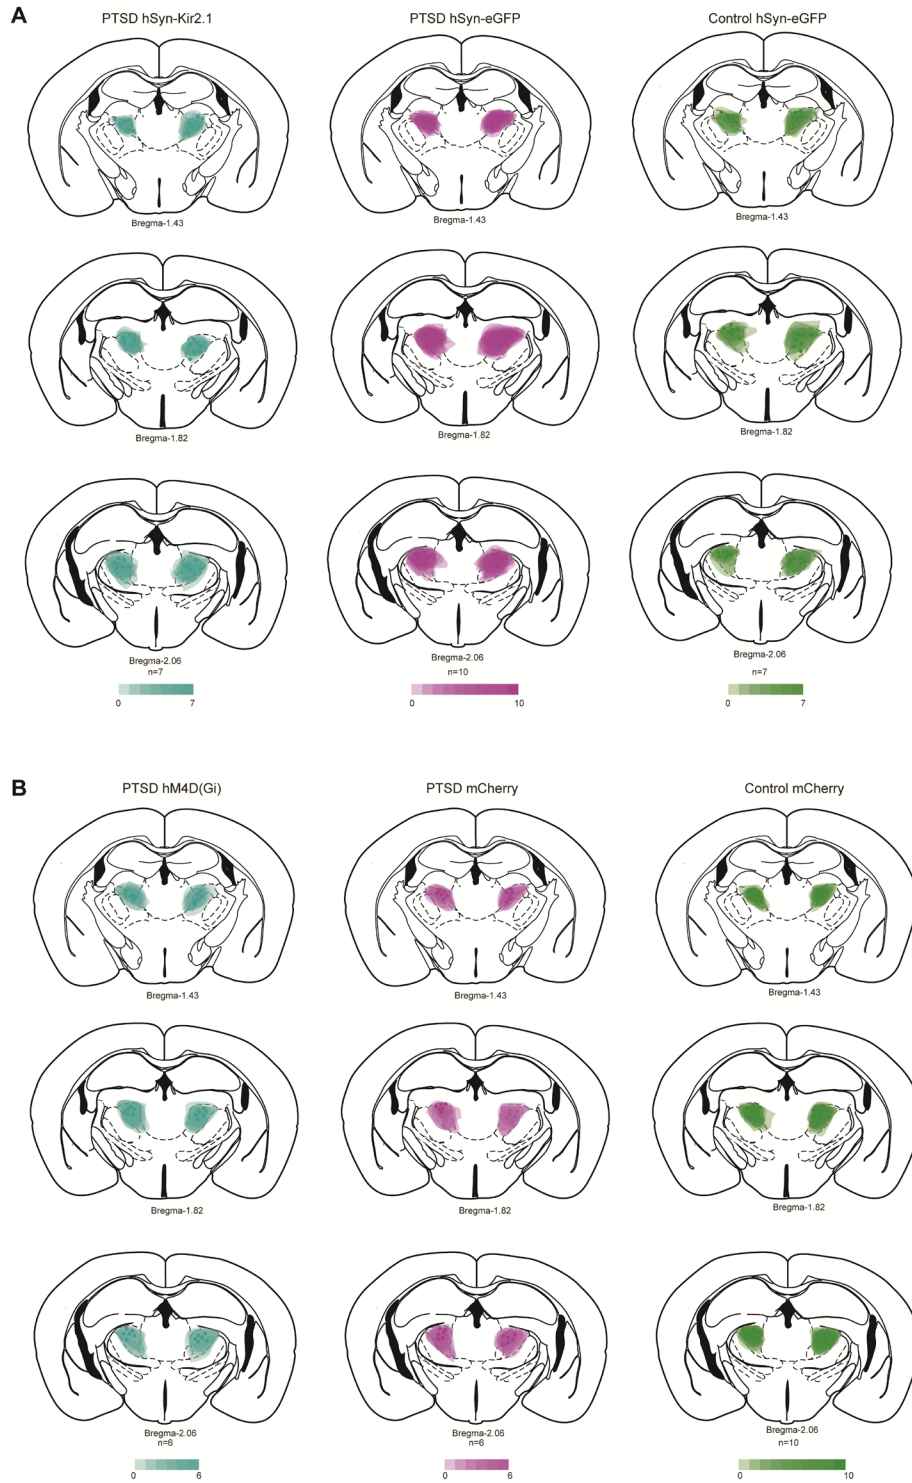 A
PTSD hSyn-Kir2.1
PTSD hSyn-eGFP
Control hSyn-eGFP
Bregma-1.43
Bregma-1.43
Bregma-1.43
Bregma-1.82
Bregma-1.82
Bregma-1.82
Bregma-2.06
Bregma-2.06
Bregma-2.06
n=7
n=10
n=7
0 7
0 10
0 7
B
PTSD hM4D(Gi)
PTSD mCherry
Control mCherry
Bregma-1.43
Bregma-1.43
Bregma-1.43
Bregma-1.82
Bregma-1.82
Bregma-1.82
Bregma-2.06
Bregma-2.06
Bregma-2.06
n=6
n=6
n=10
0 6
0 6
0 10